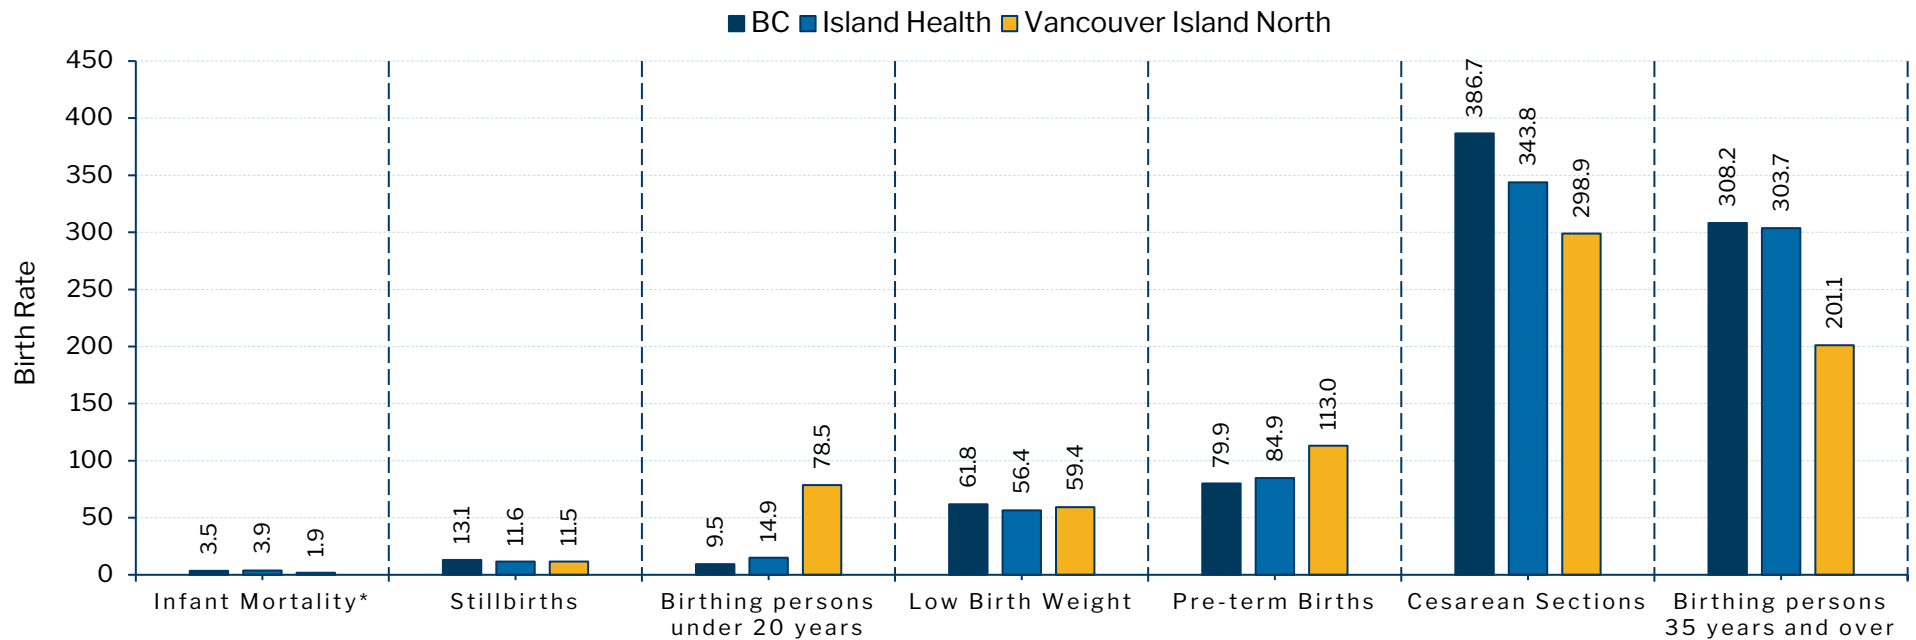 BC Island Health Vancouver Island North
Birth Rate
450
400
350
300
250
200
150
100
50
0
3.5 3.9 1.9
13.1 11.6 11.5
9.5 14.9 78.5
61.8 56.4 59.4
79.9 84.9 113.0
386.7 343.8 298.9
308.2 303.7 201.1
Infant Mortality*
Stillbirths
Birthing persons
under 20 years
Low Birth Weight
Pre-term Births
Cesarean Sections
Birthing persons
35 years and over